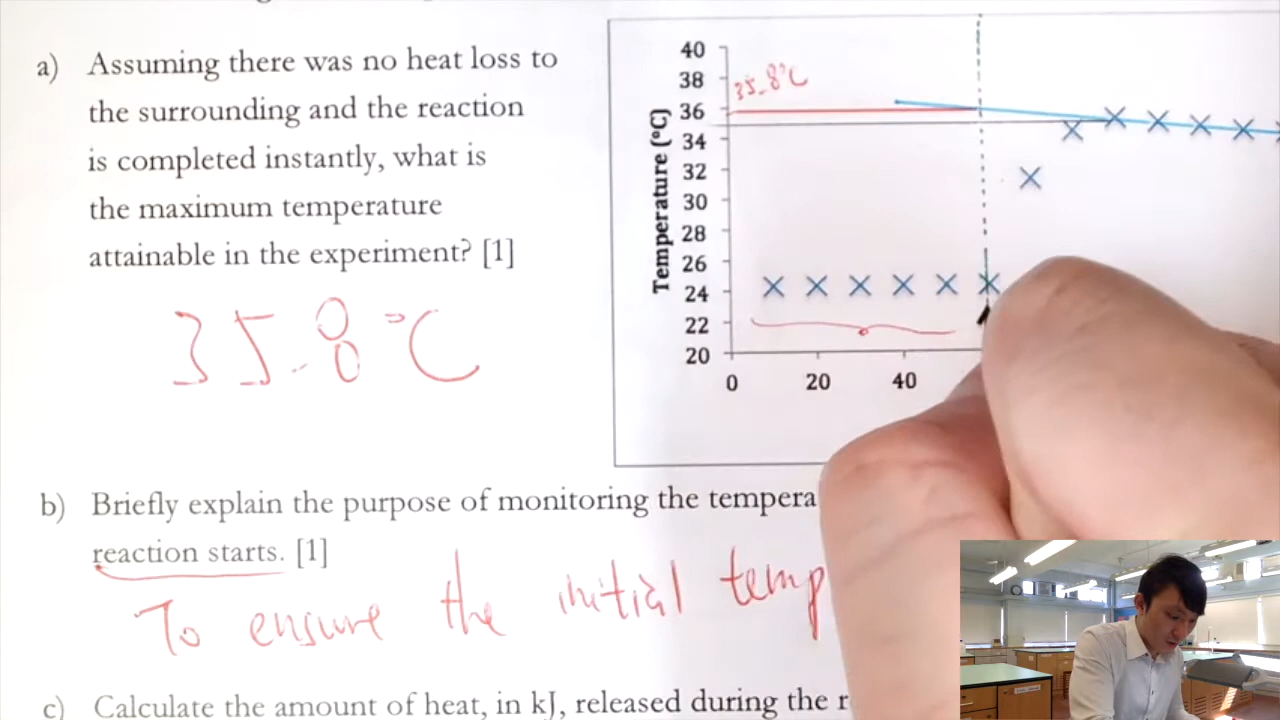 a) Assuming there was no heat loss to
the surrounding and the reaction
is completed instantly, what is
the maximum temperature
attainable in the experiment? [1]
35.8 °C
40
38
36
34
32
30
28
26
24
22
20
Temperature (°C)
35.8°C
0 20 40
b) Briefly explain the purpose of monitoring the tempera
reaction starts. [1]
To ensure the initial temp
c) Calculate the amount of heat, in kJ, released during the r